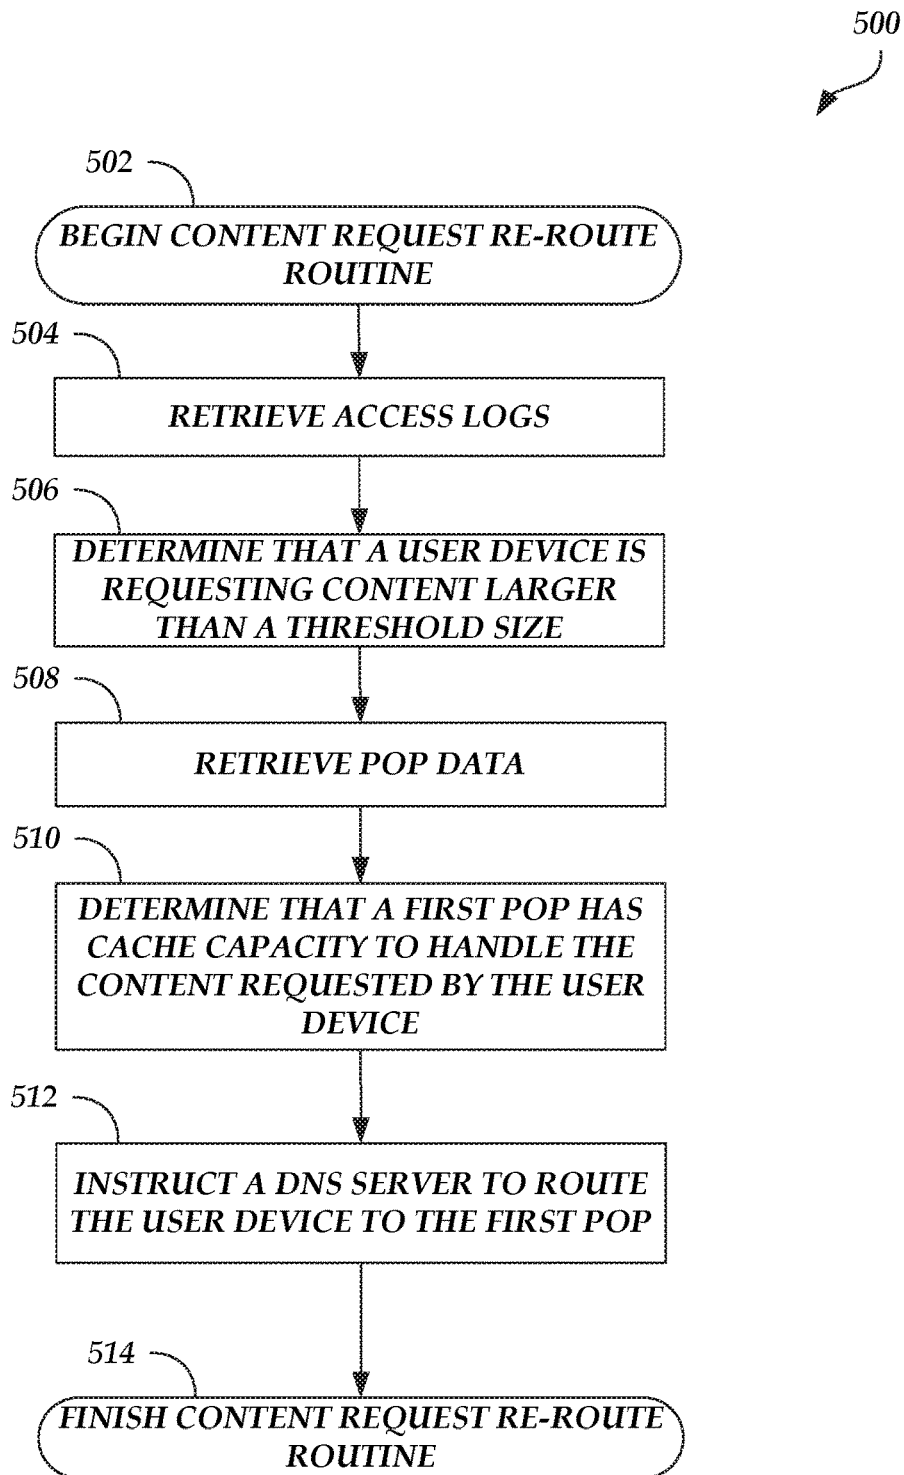 500
502
BEGIN CONTENT REQUEST RE-ROUTE
ROUTINE
504
RETRIEVE ACCESS LOGS
506
DETERMINE THAT A USER DEVICE IS
REQUESTING CONTENT LARGER
THAN A THRESHOLD SIZE
508
RETRIEVE POP DATA
510
DETERMINE THAT A FIRST POP HAS
CACHE CAPACITY TO HANDLE THE
CONTENT REQUESTED BY THE USER
DEVICE
512
INSTRUCT A DNS SERVER TO ROUTE
THE USER DEVICE TO THE FIRST POP
514
FINISH CONTENT REQUEST RE-ROUTE
ROUTINE